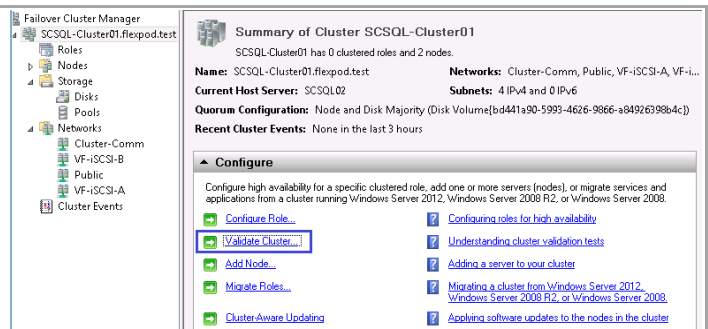 Failover Cluster Manager
SCSQL-Cluster01.flexpod.test
Roles
Nodes
Storage
Disks
Pools
Networks
Cluster-Comm
VF-iSCSI-B
Public
VF-iSCSI-A
Cluster Events
Summary of Cluster SCSQL-Cluster01
SCSQL-Cluster01 has 0 clustered roles and 2 nodes.
Name: SCSQL-Cluster01.flexpod.test Networks: Cluster-Comm, Public, VF-iSCSI-A, VF-i...
Current Host Server: SCSQL02 Subnets: 4 IPv4 and 0 IPv6
Quorum Configuration: Node and Disk Majority (Disk Volume{bd441a90-5993-4626-9866-a84926398b4c})
Recent Cluster Events: None in the last 3 hours
Configure
Configure high availability for a specific clustered role, add one or more servers (nodes), or migrate services and
applications from a cluster running Windows Server 2012, Windows Server 2008 R2, or Windows Server 2008.
Configure Role... Configuring roles for high availability
Validate Cluster... Understanding cluster validation tests
Add Node... Adding a server to your cluster
Migrate Roles... Migrating a cluster from Windows Server 2012,
Windows Server 2008 R2, or Windows Server 2008.
Cluster-Aware Updating Applying software updates to the nodes in the cluster